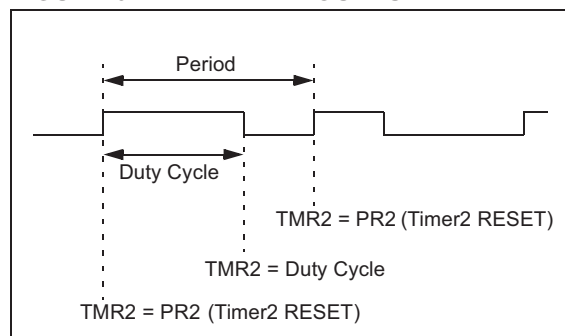 Period
Duty Cycle
TMR2 = PR2 (Timer2 RESET)
TMR2 = Duty Cycle
TMR2 = PR2 (Timer2 RESET)